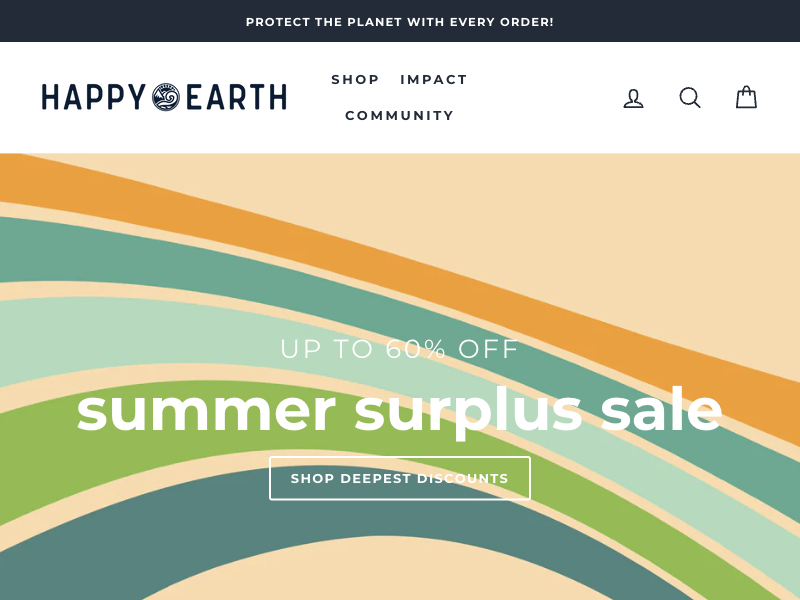 PROTECT THE PLANET WITH EVERY ORDER!
HAPPY EARTH
SHOP IMPACT
COMMUNITY
UP TO 60% OFF
summer surplus sale
SHOP DEEPEST DISCOUNTS